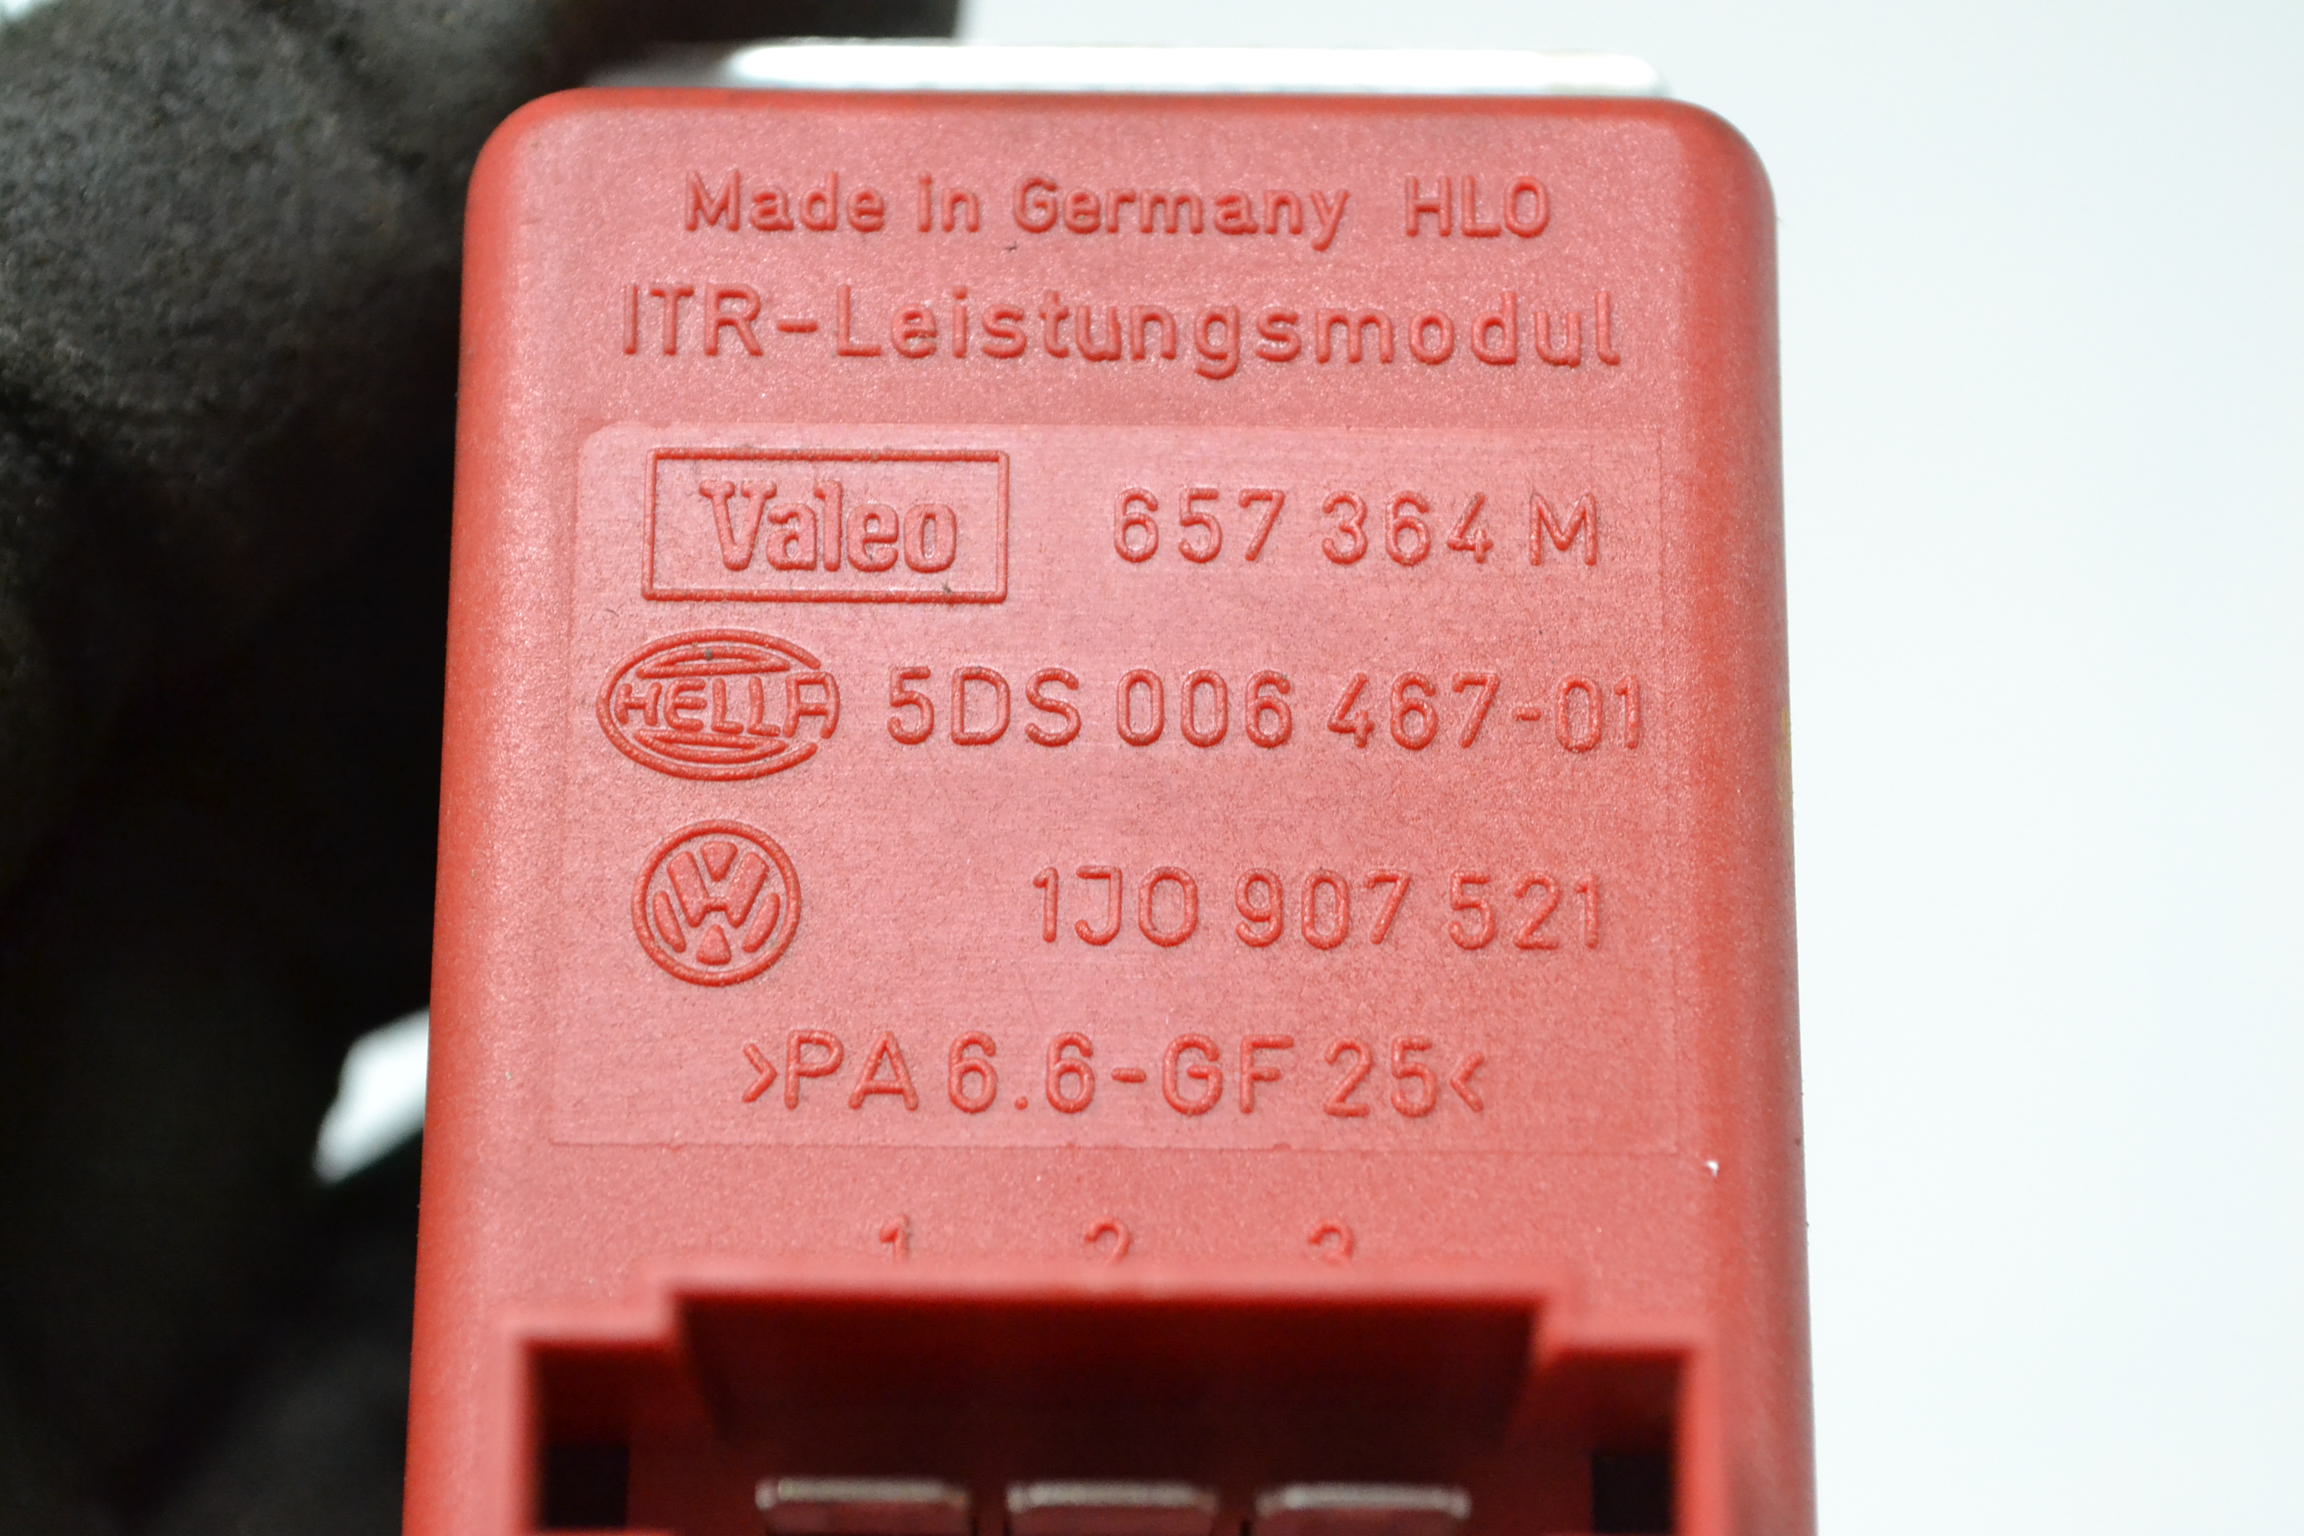 Made in Germany HLO
ITR-Leistungsmodul
Valeo 657 364 M
HELLA 5DS 006 467-01
VW 1J0 907 521
>PA 6.6-GF 25<
1 2 3